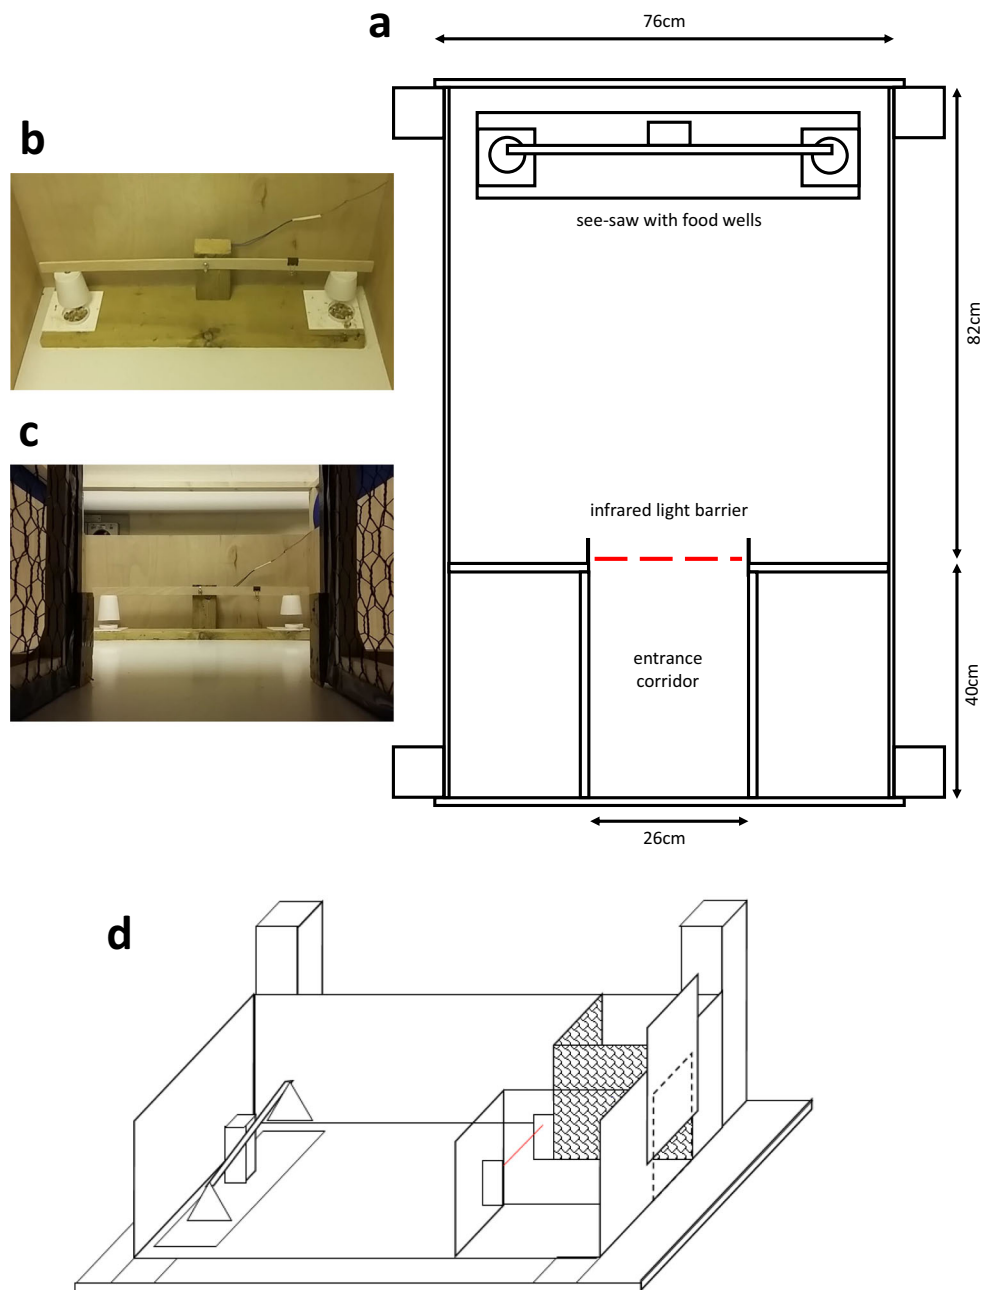 a
76cm
b
see-saw with food wells
82cm
c
infrared light barrier
entrance
corridor
40cm
26cm
d